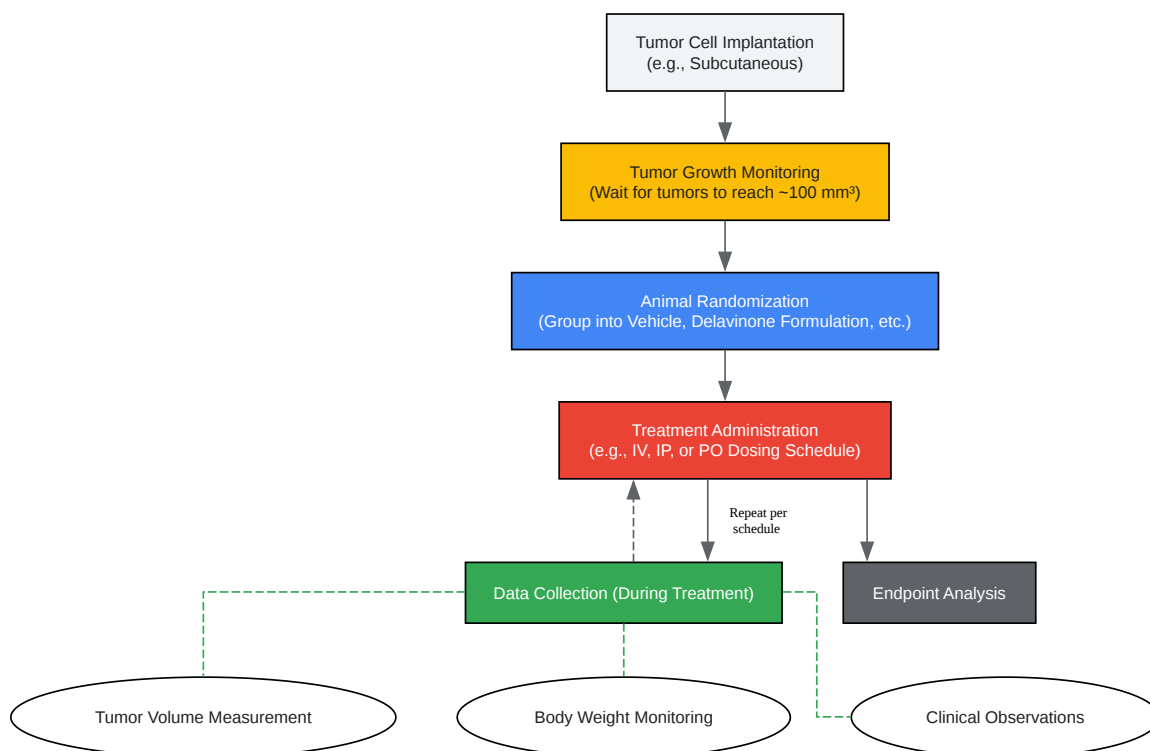 Tumor Cell Implantation
(e.g., Subcutaneous)
Tumor Growth Monitoring
(Wait for tumors to reach ~100 mm³)
Animal Randomization
(Group into Vehicle, Delavinone Formulation, etc.)
Treatment Administration
(e.g., IV, IP, or PO Dosing Schedule)
Repeat per
schedule
Data Collection (During Treatment)
Endpoint Analysis
Tumor Volume Measurement
Body Weight Monitoring
Clinical Observations